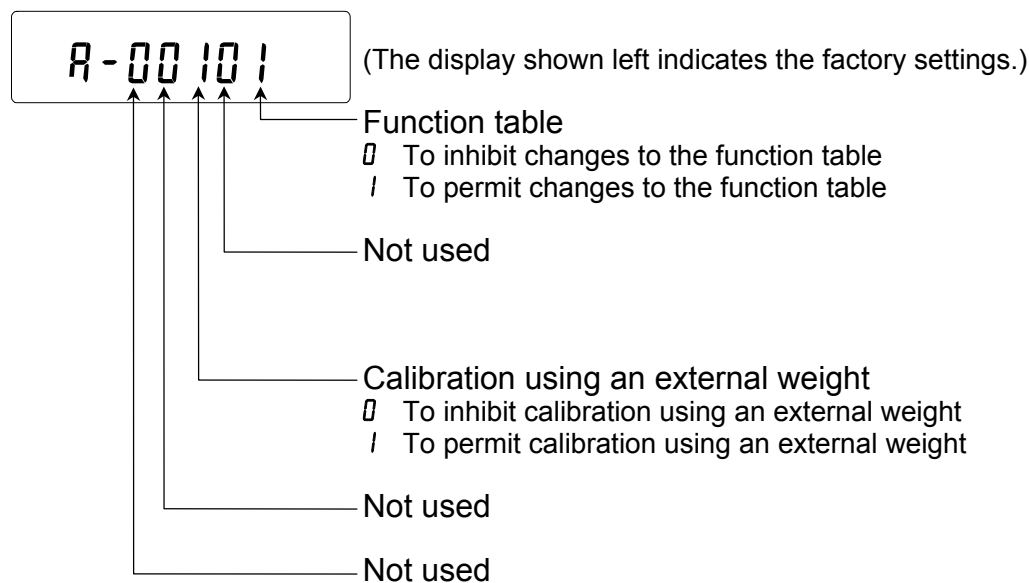 A-00101
(The display shown left indicates the factory settings.)
Function table
0 To inhibit changes to the function table
1 To permit changes to the function table
Not used
Calibration using an external weight
0 To inhibit calibration using an external weight
1 To permit calibration using an external weight
Not used
Not used